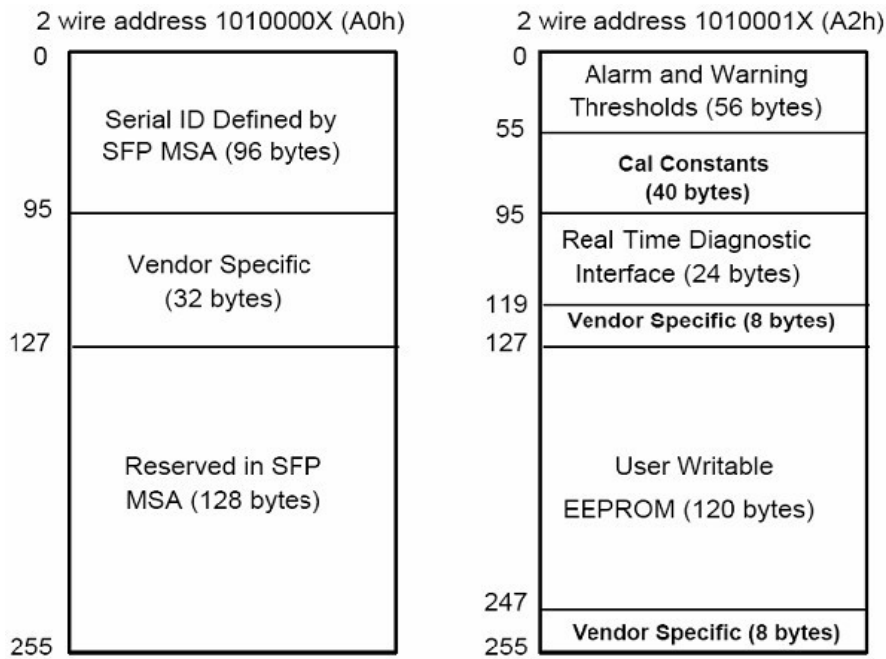 2 wire address 1010000X (A0h)
0
Serial ID Defined by
SFP MSA (96 bytes)
95
Vendor Specific
(32 bytes)
127
Reserved in SFP
MSA (128 bytes)
255
2 wire address 1010001X (A2h)
0
Alarm and Warning
Thresholds (56 bytes)
55
Cal Constants
(40 bytes)
95
Real Time Diagnostic
Interface (24 bytes)
119
Vendor Specific (8 bytes)
127
User Writable
EEPROM (120 bytes)
247
Vendor Specific (8 bytes)
255